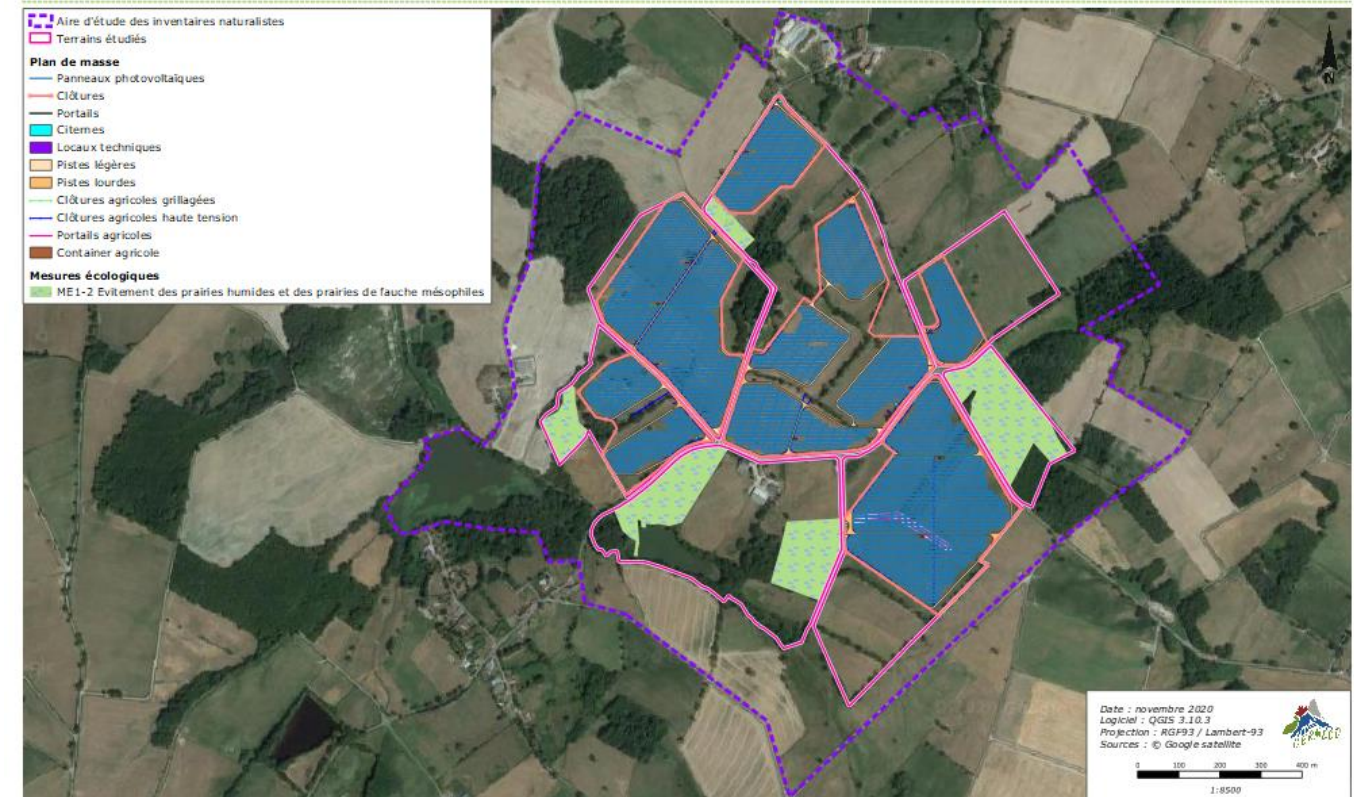 Aire d'étude des inventaires naturalistes
Terrains étudiés
Plan de masse
Panneaux photovoltaïques
Clôtures
Portails
Citernes
Locaux techniques
Pistes légères
Pistes lourdes
Clôtures agricoles grillagées
Clôtures agricoles haute tension
Portails agricoles
Container agricole
Mesures écologiques
ME1-2 Evitement des prairies humides et des prairies de fauche mésophiles
N
Date : novembre 2020
Logiciel : QGIS 3.10.3
Projection : RGF93 / Lambert-93
Sources : © Google satellite
0 100 200 300 400 m
1:8500